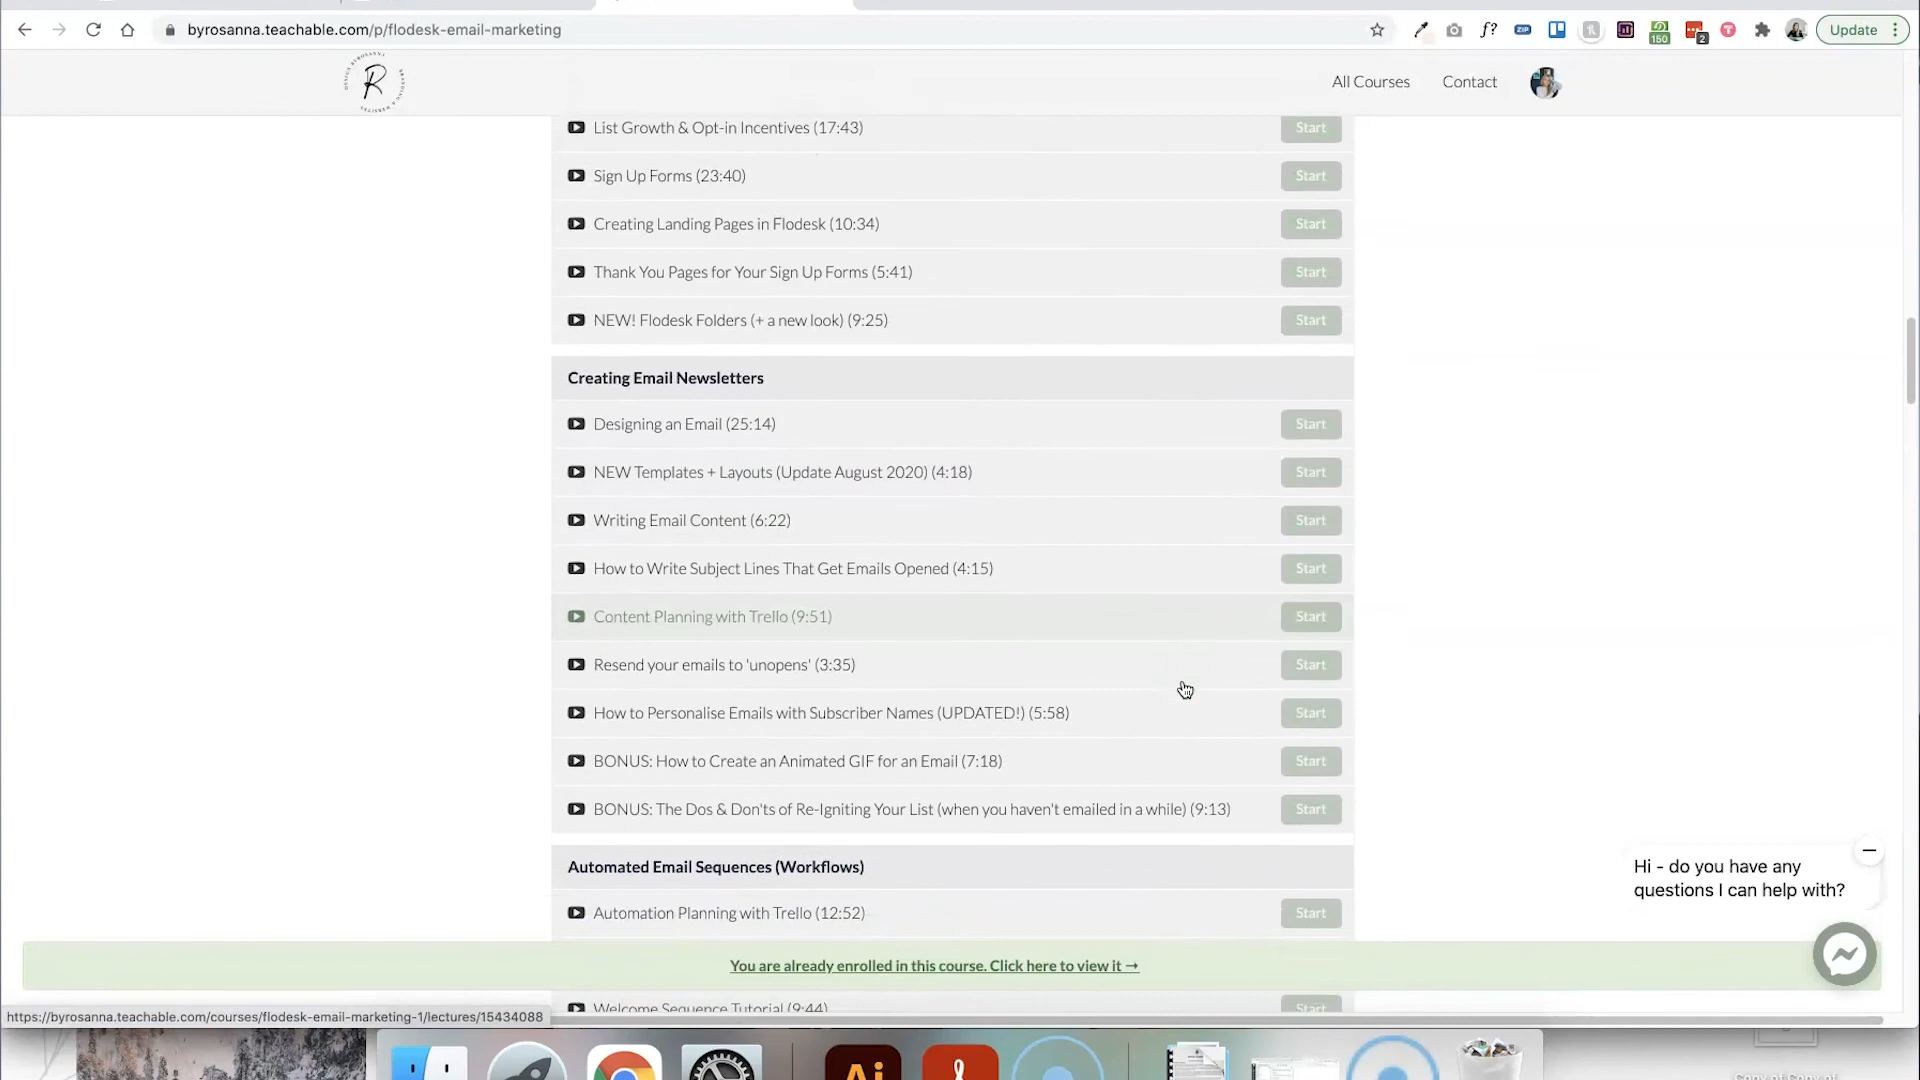 byrosanna.teachable.com/p/flodesk-email-marketing
f?
ZIP
150
2
T
Update
R
All Courses
Contact
List Growth & Opt-in Incentives (17:43)
Start
Sign Up Forms (23:40)
Start
Creating Landing Pages in Flodesk (10:34)
Start
Thank You Pages for Your Sign Up Forms (5:41)
Start
NEW! Flodesk Folders (+ a new look) (9:25)
Start
Creating Email Newsletters
Designing an Email (25:14)
Start
NEW Templates + Layouts (Update August 2020) (4:18)
Start
Writing Email Content (6:22)
Start
How to Write Subject Lines That Get Emails Opened (4:15)
Start
Content Planning with Trello (9:51)
Start
Resend your emails to 'unopens' (3:35)
Start
How to Personalise Emails with Subscriber Names (UPDATED!) (5:58)
Start
BONUS: How to Create an Animated GIF for an Email (7:18)
Start
BONUS: The Dos & Don'ts of Re-Igniting Your List (when you haven't emailed in a while) (9:13)
Start
Automated Email Sequences (Workflows)
Automation Planning with Trello (12:52)
Start
Hi - do you have any
questions I can help with?
You are already enrolled in this course. Click here to view it →
Welcome Sequence Tutorial (9:44)
Start
https://byrosanna.teachable.com/courses/flodesk-email-marketing-1/lectures/15434088
Ai